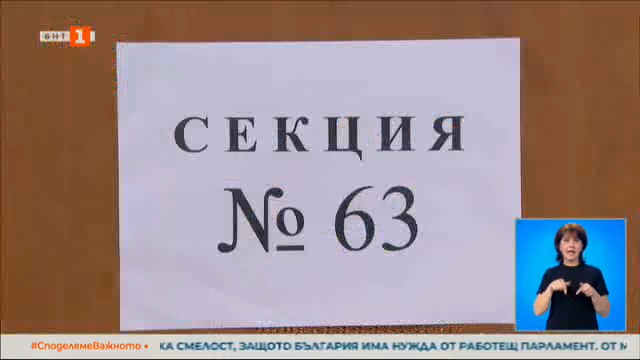 БНТ 1
СЕКЦИЯ
№ 63
#СподелямеВажното • КА СМЕЛОСТ, ЗАЩОТО БЪЛГАРИЯ ИМА НУЖДА ОТ РАБОТЕЩ ПАРЛАМЕНТ. ОТ М